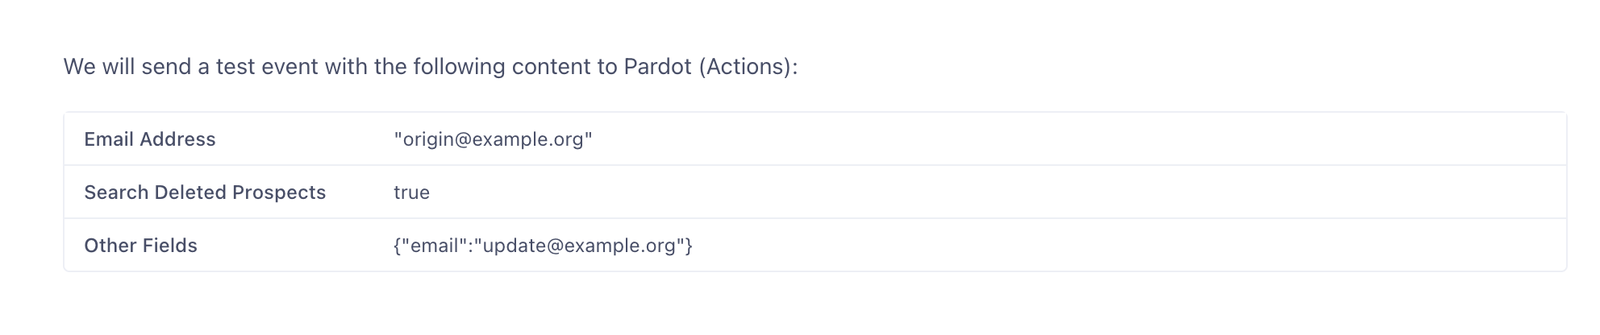 We will send a test event with the following content to Pardot (Actions):
Email Address "origin@example.org"
Search Deleted Prospects true
Other Fields {"email":"update@example.org"}